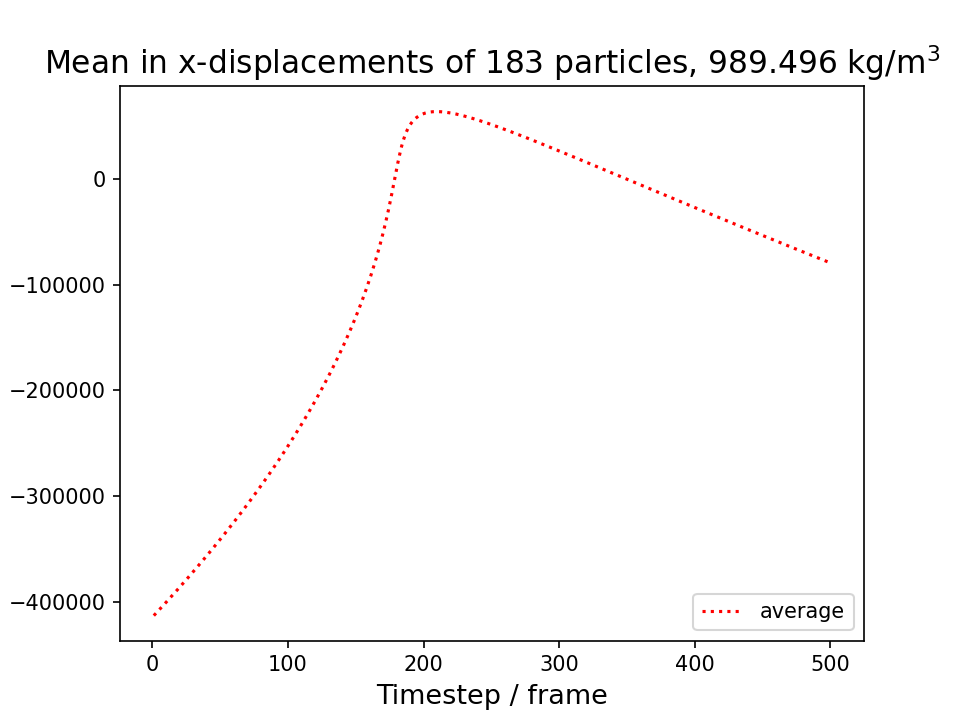 Mean in x-displacements of 183 particles, 989.496 kg/m³
0
−100000
−200000
−300000
−400000
average
0 100 200 300 400 500
Timestep / frame